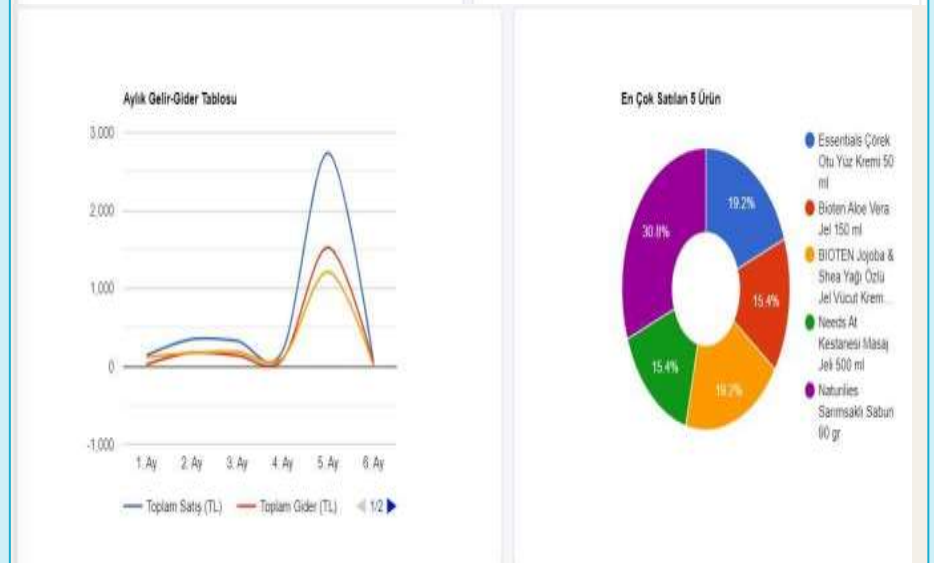 Aylık Gelir-Gider Tablosu
3,000
2,000
1,000
0
-1,000
1. Ay
2. Ay
3. Ay
4. Ay
5. Ay
6. Ay
Toplam Satış (TL)
Toplam Gider (TL)
1/2
En Çok Satılan 5 Ürün
19.2%
15.4%
19.2%
15.4%
30.8%
Essentials Çörek
Otu Yüz Kremi 50
ml
Bioten Aloe Vera
Jel 150 ml
BIOTEN Jojoba &
Shea Yağı Özlü
Jel Vücut Krem...
Needs At
Kestanesi Masaj
Jeli 500 ml
Naturilies
Sarımsaklı Sabun
90 gr